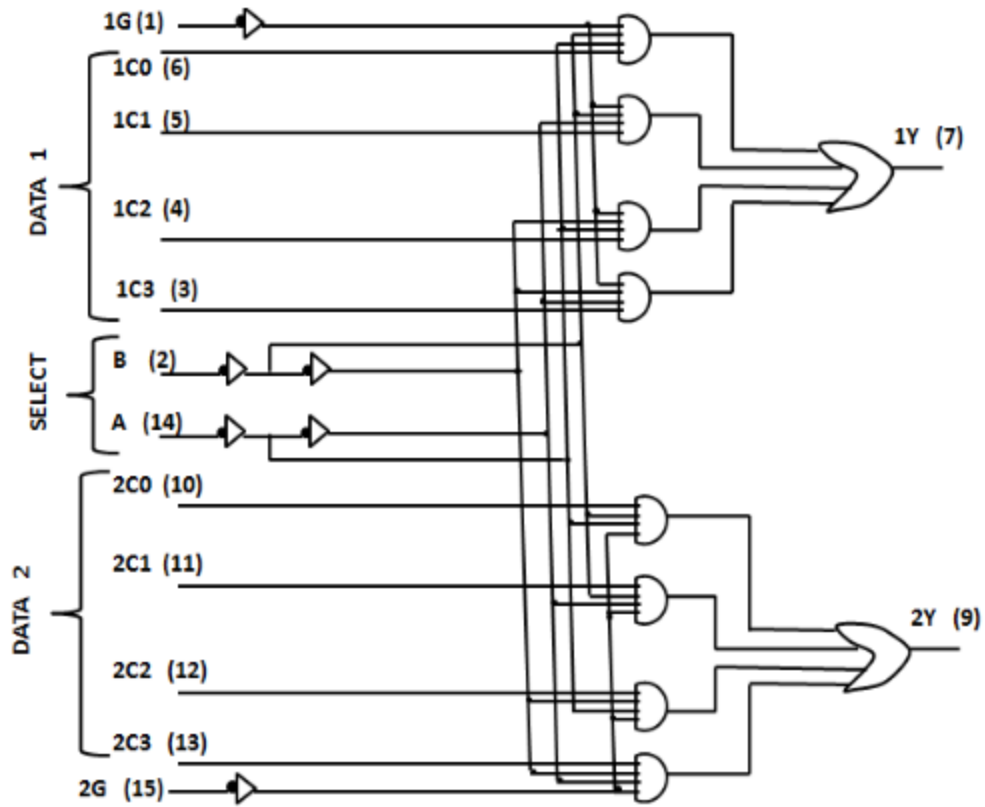 1G (1)
1C0 (6)
1C1 (5)
DATA 1
1C2 (4)
1C3 (3)
1Y (7)
SELECT
B (2)
A (14)
2C0 (10)
2C1 (11)
DATA 2
2C2 (12)
2C3 (13)
2G (15)
2Y (9)